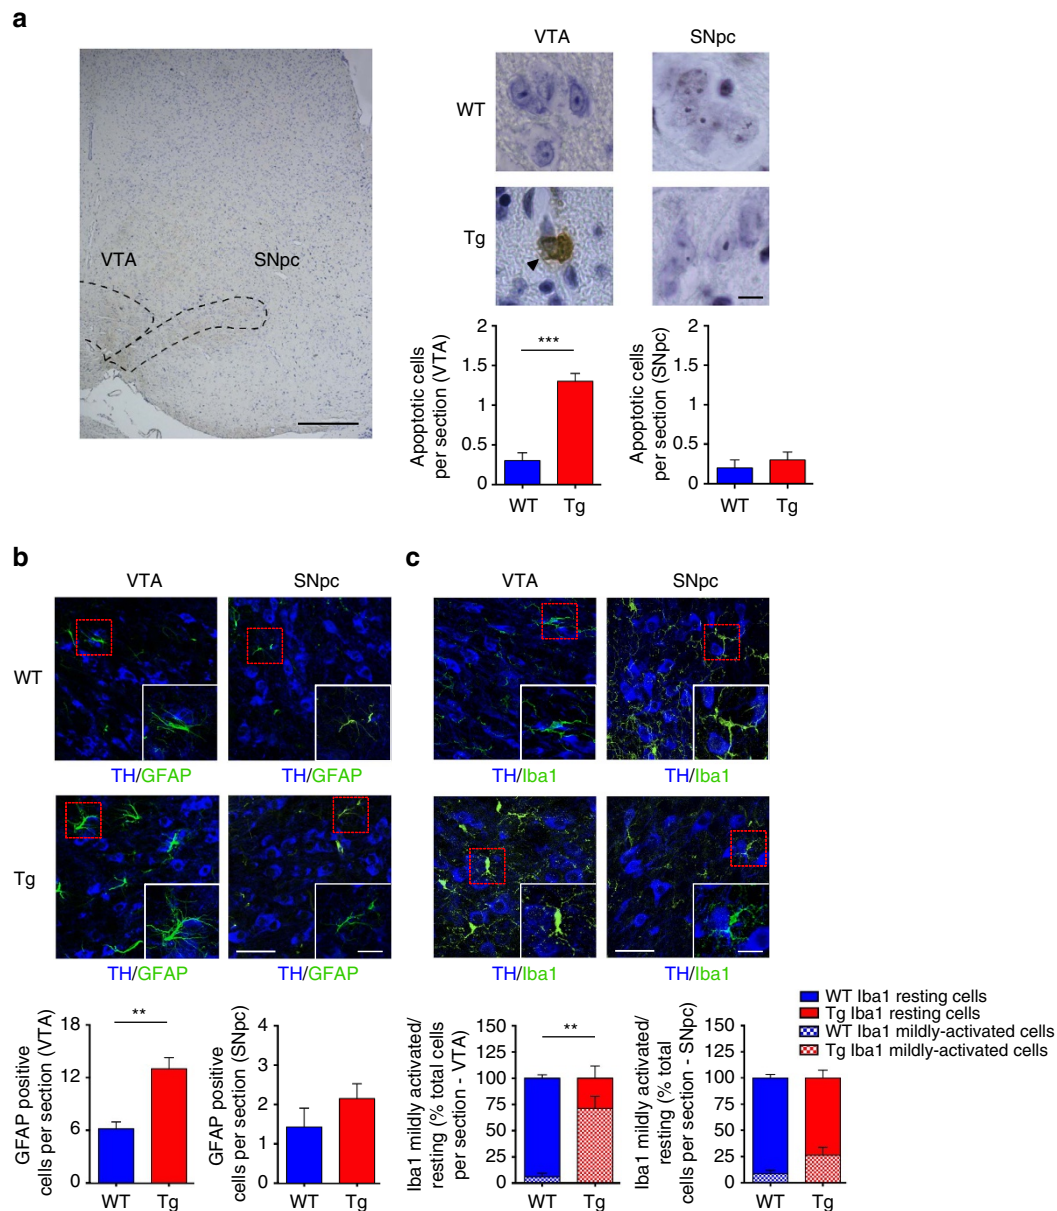 a
VTA
SNpc
VTA
SNpc
WT
Tg
Apoptotic cells
per section (VTA)
2
1.5
1
0.5
0
***
WT
Tg
Apoptotic cells
per section (SNpc)
2
1.5
1
0.5
0
WT
Tg
b
VTA
SNpc
WT
TH/GFAP
TH/GFAP
Tg
TH/GFAP
TH/GFAP
GFAP positive
cells per section (VTA)
18
12
6
0
**
WT
Tg
GFAP positive
cells per section (SNpc)
4
3
2
1
0
WT
Tg
c
VTA
SNpc
TH/Iba1
TH/Iba1
TH/Iba1
TH/Iba1
WT Iba1 resting cells
Tg Iba1 resting cells
WT Iba1 mildly-activated cells
Tg Iba1 mildly-activated cells
Iba1 mildly activated/
resting (% total cells
per section - VTA)
150
125
100
75
50
25
0
**
WT
Tg
Iba1 mildly activated/
resting (% total
cells per section - SNpc)
150
125
100
75
50
25
0
WT
Tg